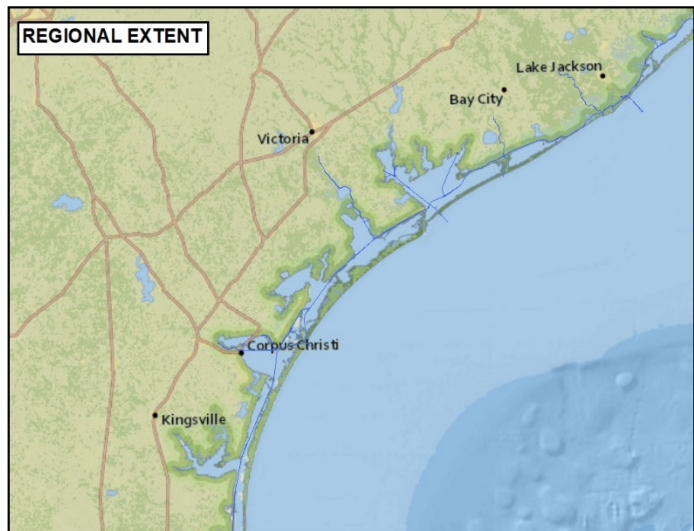 REGIONAL EXTENT
Lake Jackson
Bay City
Victoria
Corpus Christi
Kingsville